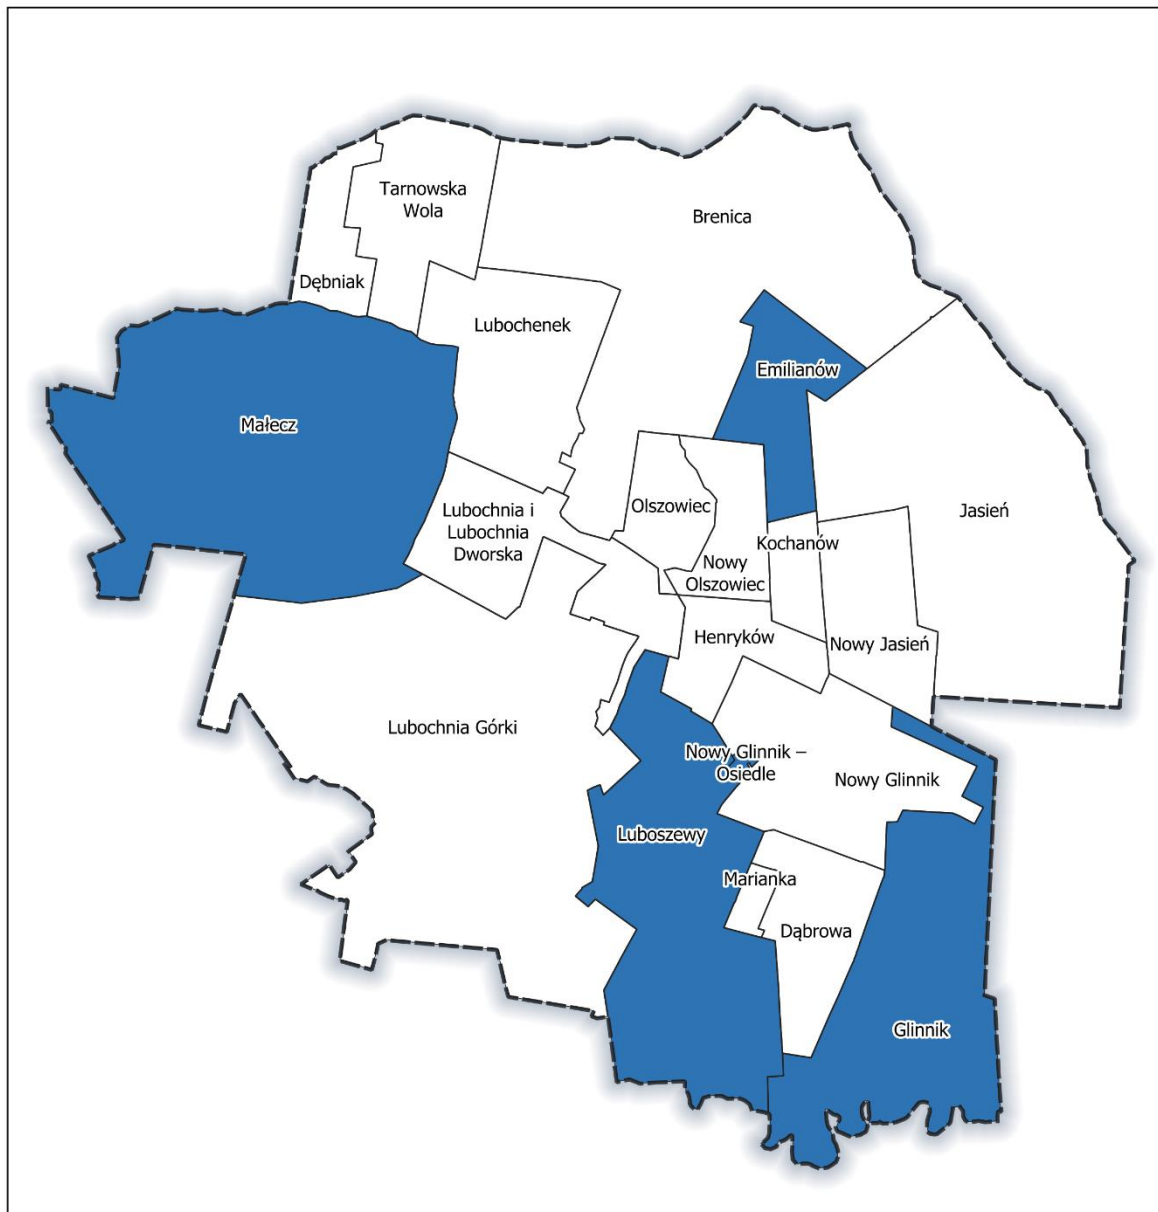 Tarnowska
Wola
Brenica
Dębniak
Lubochenek
Emilianów
Małecz
Olszowiec
Lubochnia i
Lubochnia
Dworska
Jasień
Kochanów
Nowy
Olszowiec
Henryków
Nowy Jasień
Lubochnia Górki
Nowy Glinnik –
Osiedle
Nowy Glinnik
Luboszewy
Marianka
Dąbrowa
Glinnik